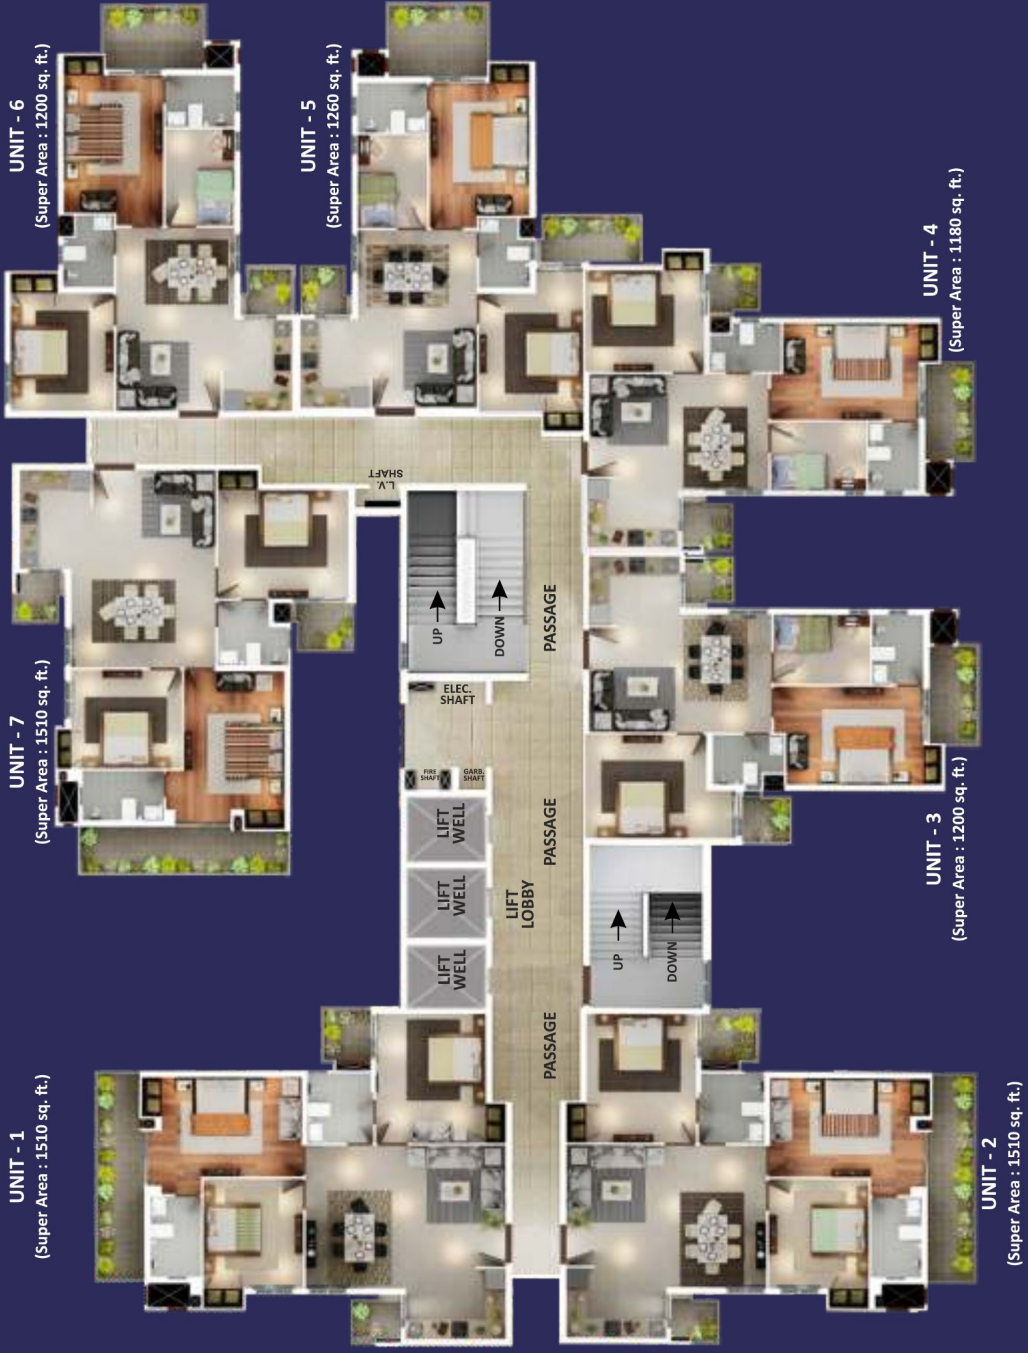 UNIT - 6
(Super Area : 1200 sq. ft.)
UNIT - 5
(Super Area : 1260 sq. ft.)
UNIT - 4
(Super Area : 1180 sq. ft.)
L.V.
SHAFT
UP
DOWN
PASSAGE
ELEC.
SHAFT
FIRE
SHAFT
GARB.
SHAFT
UNIT - 7
(Super Area : 1510 sq. ft.)
LIFT
WELL
PASSAGE
UNIT - 3
(Super Area : 1200 sq. ft.)
LIFT
WELL
LIFT
LOBBY
LIFT
WELL
UP
DOWN
PASSAGE
UNIT - 1
(Super Area : 1510 sq. ft.)
UNIT - 2
(Super Area : 1510 sq. ft.)